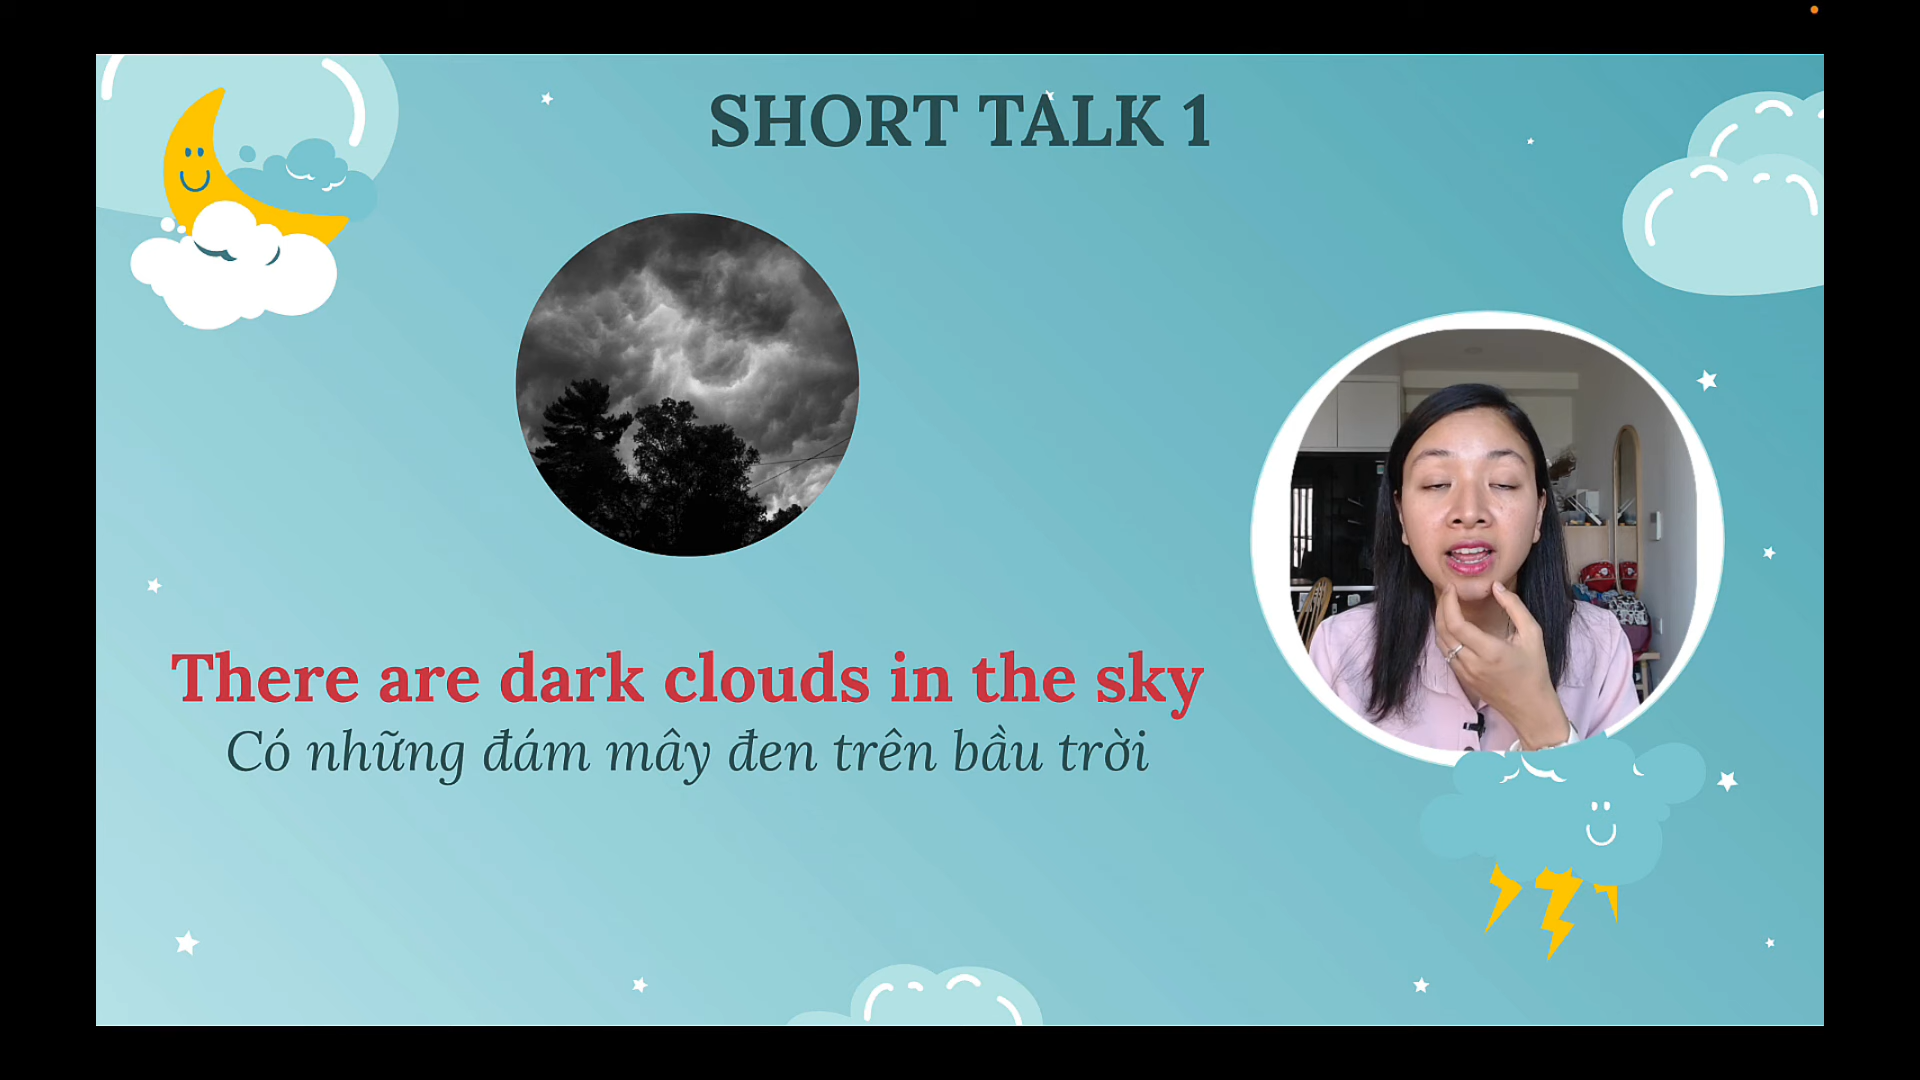 SHORT TALK 1
There are dark clouds in the sky
Có những đám mây đen trên bầu trời